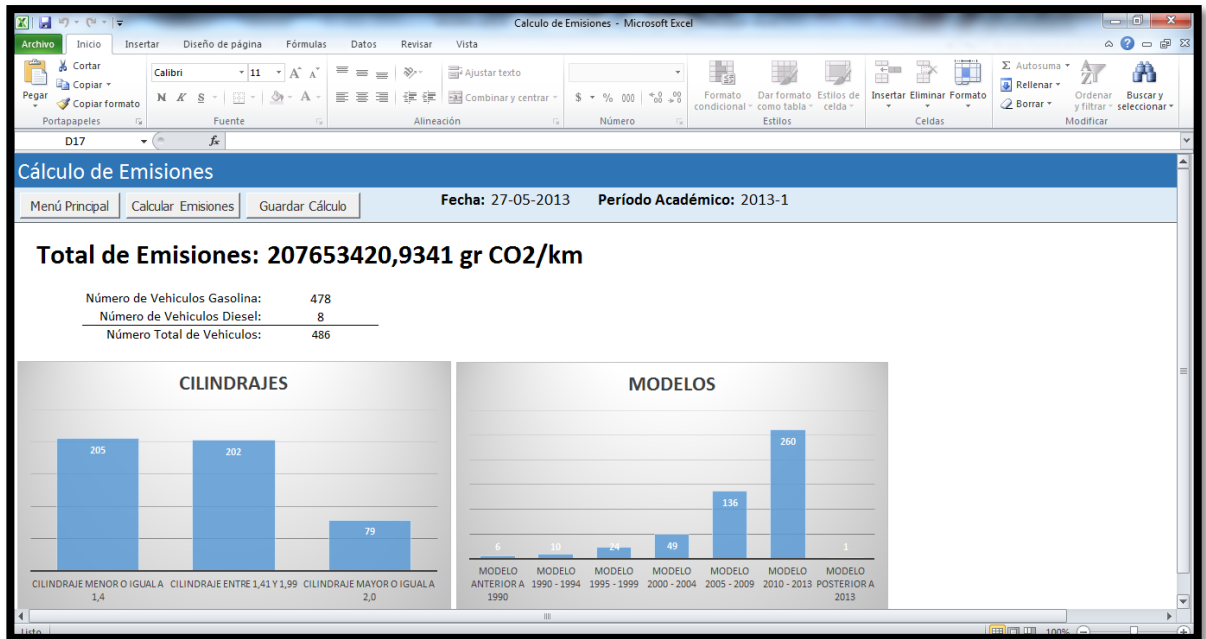 Calculo de Emisiones - Microsoft Excel
Archivo Inicio Insertar Diseño de página Fórmulas Datos Revisar Vista
Pegar
Cortar
Copiar
Copiar formato
Portapapeles
Calibri 11
N K S
Fuente
Ajustar texto
Combinar y centrar
Alineación
$ % 000
Número
Formato condicional
Dar formato como tabla
Estilos de celda
Estilos
Insertar Eliminar Formato
Celdas
Σ Autosuma
Rellenar
Borrar
Ordenar y filtrar
Buscar y seleccionar
Modificar
D17 fx
Cálculo de Emisiones
Menú Principal Calcular Emisiones Guardar Cálculo Fecha: 27-05-2013 Período Académico: 2013-1
Total de Emisiones: 207653420,9341 gr CO2/km
Número de Vehiculos Gasolina: 478
Número de Vehiculos Diesel: 8
Número Total de Vehiculos: 486
CILINDRAJES
205 202 79
CILINDRAJE MENOR O IGUAL A 1,4
CILINDRAJE ENTRE 1,41 Y 1,99
CILINDRAJE MAYOR O IGUAL A 2,0
MODELOS
6 10 24 49 136 260 1
MODELO ANTERIOR A 1990
MODELO 1990 - 1994
MODELO 1995 - 1999
MODELO 2000 - 2004
MODELO 2005 - 2009
MODELO 2010 - 2013
MODELO POSTERIOR A 2013
Listo 100%